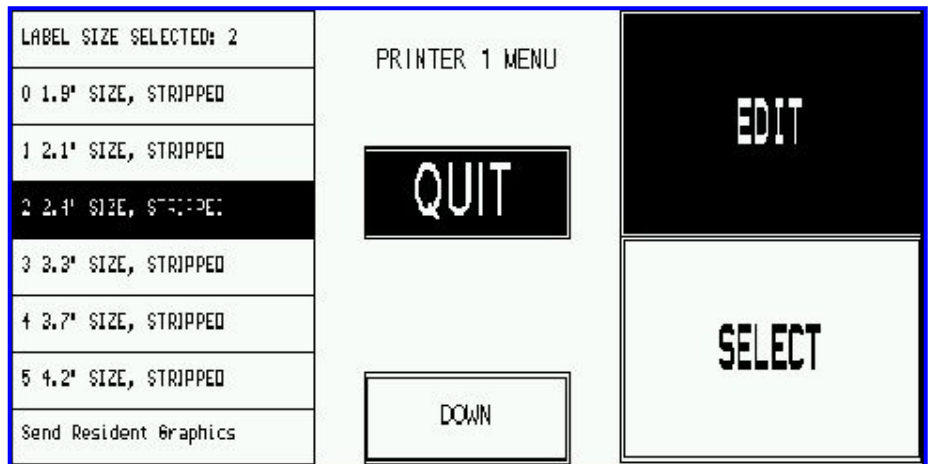 LABEL SIZE SELECTED: 2
0 1.9" SIZE, STRIPPED
1 2.1" SIZE, STRIPPED
2 2.4" SIZE, STRIPPED
3 3.3" SIZE, STRIPPED
4 3.7" SIZE, STRIPPED
5 4.2" SIZE, STRIPPED
Send Resident Graphics
PRINTER 1 MENU
QUIT
DOWN
EDIT
SELECT